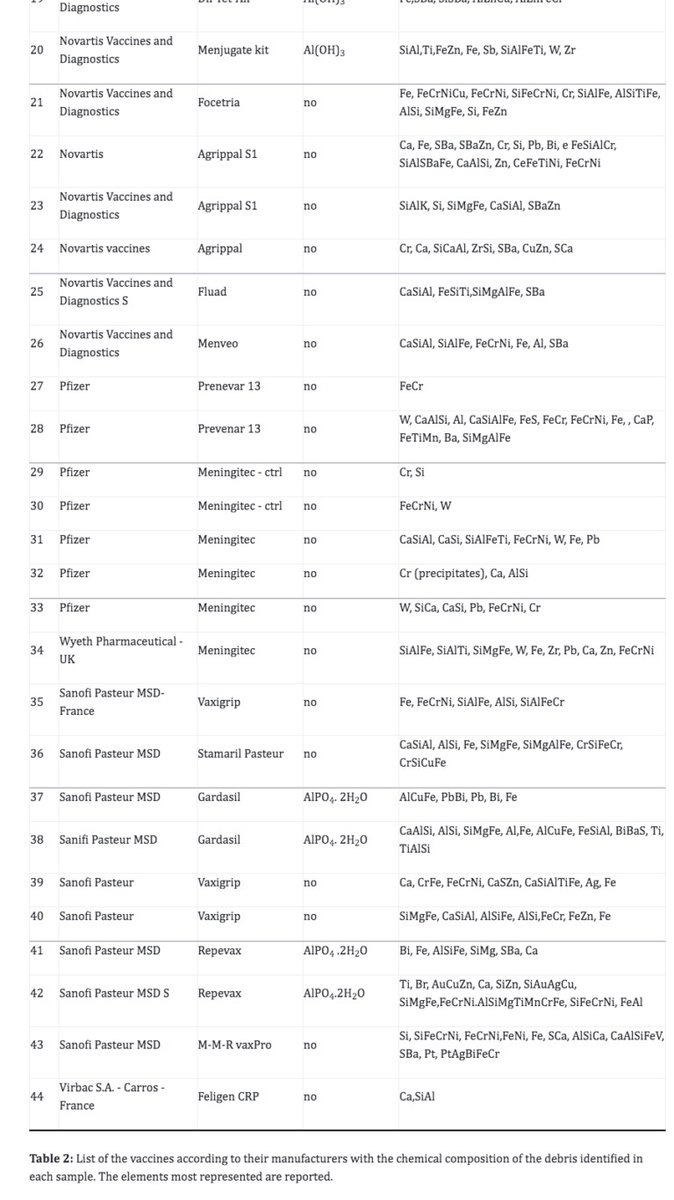 Diagnostics
20 Novartis Vaccines and Diagnostics Menjugate kit Al(OH)₃ SiAl,Ti,FeZn, Fe, Sb, SiAlFeTi, W, Zr
21 Novartis Vaccines and Diagnostics Focetria no Fe, FeCrNiCu, FeCrNi, SiFeCrNi, Cr, SiAlFe, AlSiTiFe, AlSi, SiMgFe, Si, FeZn
22 Novartis Agrippal S1 no Ca, Fe, SBa, SBaZn, Cr, Si, Pb, Bi, e FeSiAlCr, SiAlSBaFe, CaAlSi, Zn, CeFeTiNi, FeCrNi
23 Novartis Vaccines and Diagnostics Agrippal S1 no SiAlK, Si, SiMgFe, CaSiAl, SBaZn
24 Novartis vaccines Agrippal no Cr, Ca, SiCaAl, ZrSi, SBa, CuZn, SCa
25 Novartis Vaccines and Diagnostics S Fluad no CaSiAl, FeSiTi,SiMgAlFe, SBa
26 Novartis Vaccines and Diagnostics Menveo no CaSiAl, SiAlFe, FeCrNi, Fe, Al, SBa
27 Pfizer Prenevar 13 no FeCr
28 Pfizer Prevenar 13 no W, CaAlSi, Al, CaSiAlFe, FeS, FeCr, FeCrNi, Fe, , CaP, FeTiMn, Ba, SiMgAlFe
29 Pfizer Meningitec - ctrl no Cr, Si
30 Pfizer Meningitec - ctrl no FeCrNi, W
31 Pfizer Meningitec no CaSiAl, CaSi, SiAlFeTi, FeCrNi, W, Fe, Pb
32 Pfizer Meningitec no Cr (precipitates), Ca, AlSi
33 Pfizer Meningitec no W, SiCa, CaSi, Pb, FeCrNi, Cr
34 Wyeth Pharmaceutical - UK Meningitec no SiAlFe, SiAlTi, SiMgFe, W, Fe, Zr, Pb, Ca, Zn, FeCrNi
35 Sanofi Pasteur MSD- France Vaxigrip no Fe, FeCrNi, SiAlFe, AlSi, SiAlFeCr
36 Sanofi Pasteur MSD Stamaril Pasteur no CaSiAl, AlSi, Fe, SiMgFe, SiMgAlFe, CrSiFeCr, CrSiCuFe
37 Sanofi Pasteur MSD Gardasil AlPO₄. 2H₂O AlCuFe, PbBi, Pb, Bi, Fe
38 Sanifi Pasteur MSD Gardasil AlPO₄. 2H₂O CaAlSi, AlSi, SiMgFe, Al,Fe, AlCuFe, FeSiAl, BiBaS, Ti, TiAlSi
39 Sanofi Pasteur Vaxigrip no Ca, CrFe, FeCrNi, CaSZn, CaSiAlTiFe, Ag, Fe
40 Sanofi Pasteur Vaxigrip no SiMgFe, CaSiAl, AlSiFe, AlSi,FeCr, FeZn, Fe
41 Sanofi Pasteur MSD Repevax AlPO₄ .2H₂O Bi, Fe, AlSiFe, SiMg, SBa, Ca
42 Sanofi Pasteur MSD S Repevax AlPO₄.2H₂O Ti, Br, AuCuZn, Ca, SiZn, SiAuAgCu, SiMgFe,FeCrNi.AlSiMgTiMnCrFe, SiFeCrNi, FeAl
43 Sanofi Pasteur MSD M-M-R vaxPro no Si, SiFeCrNi, FeCrNi,FeNi, Fe, SCa, AlSiCa, CaAlSiFeV, SBa, Pt, PtAgBiFeCr
44 Virbac S.A. - Carros - France Feligen CRP no Ca,SiAl
Table 2: List of the vaccines according to their manufacturers with the chemical composition of the debris identified in
each sample. The elements most represented are reported.